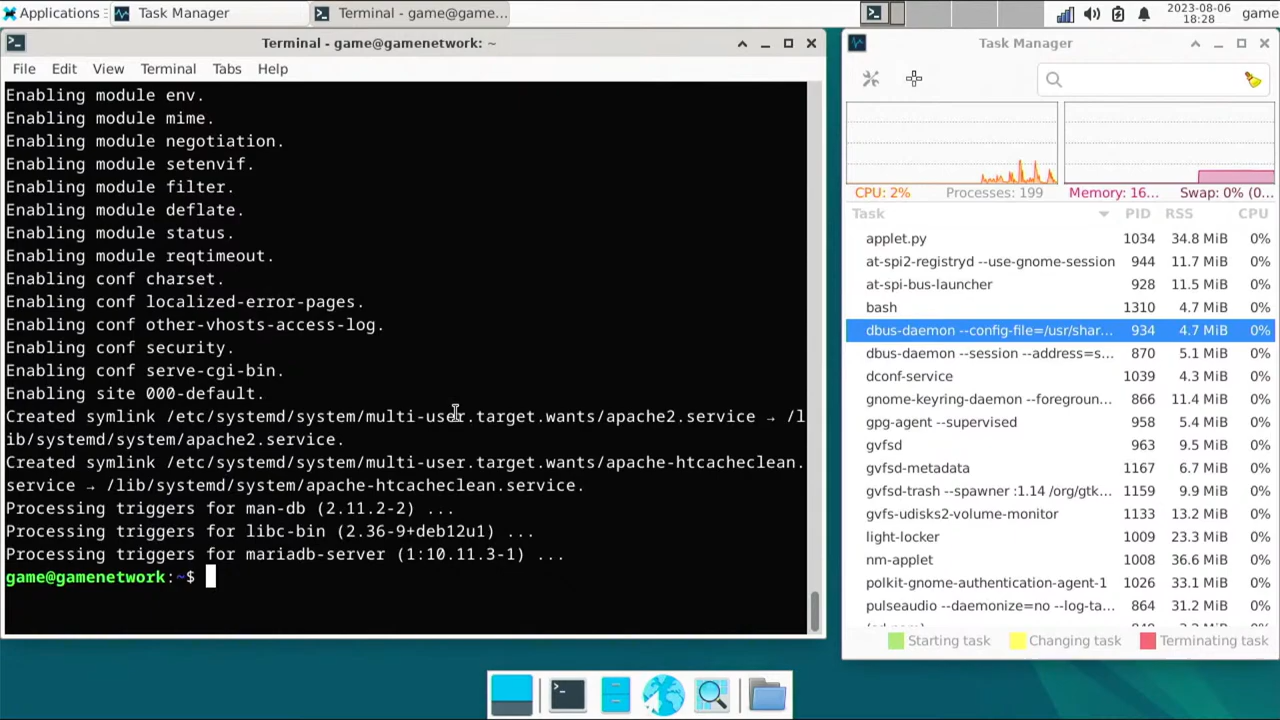 Applications
Task Manager
Terminal - game@game...
2023-08-06
18:28
game
Terminal - game@gamenetwork: ~
File Edit View Terminal Tabs Help
Enabling module env.
Enabling module mime.
Enabling module negotiation.
Enabling module setenvif.
Enabling module filter.
Enabling module deflate.
Enabling module status.
Enabling module reqtimeout.
Enabling conf charset.
Enabling conf localized-error-pages.
Enabling conf other-vhosts-access-log.
Enabling conf security.
Enabling conf serve-cgi-bin.
Enabling site 000-default.
Created symlink /etc/systemd/system/multi-user.target.wants/apache2.service → /l
ib/systemd/system/apache2.service.
Created symlink /etc/systemd/system/multi-user.target.wants/apache-htcacheclean.
service → /lib/systemd/system/apache-htcacheclean.service.
Processing triggers for man-db (2.11.2-2) ...
Processing triggers for libc-bin (2.36-9+deb12u1) ...
Processing triggers for mariadb-server (1:10.11.3-1) ...
game@gamenetwork:~$
Task Manager
CPU: 2% Processes: 199 Memory: 16... Swap: 0% (0...
Task PID RSS CPU
applet.py 1034 34.8 MiB 0%
at-spi2-registryd --use-gnome-session 944 11.7 MiB 0%
at-spi-bus-launcher 928 11.5 MiB 0%
bash 1310 4.7 MiB 0%
dbus-daemon --config-file=/usr/shar... 934 4.7 MiB 0%
dbus-daemon --session --address=s... 870 5.1 MiB 0%
dconf-service 1039 4.3 MiB 0%
gnome-keyring-daemon --foregroun... 866 11.4 MiB 0%
gpg-agent --supervised 958 5.4 MiB 0%
gvfsd 963 9.5 MiB 0%
gvfsd-metadata 1167 6.7 MiB 0%
gvfsd-trash --spawner :1.14 /org/gtk... 1159 9.9 MiB 0%
gvfs-udisks2-volume-monitor 1133 13.2 MiB 0%
light-locker 1009 23.3 MiB 0%
nm-applet 1008 36.6 MiB 0%
polkit-gnome-authentication-agent-1 1026 33.1 MiB 0%
pulseaudio --daemonize=no --log-ta... 864 31.2 MiB 0%
Starting task Changing task Terminating task